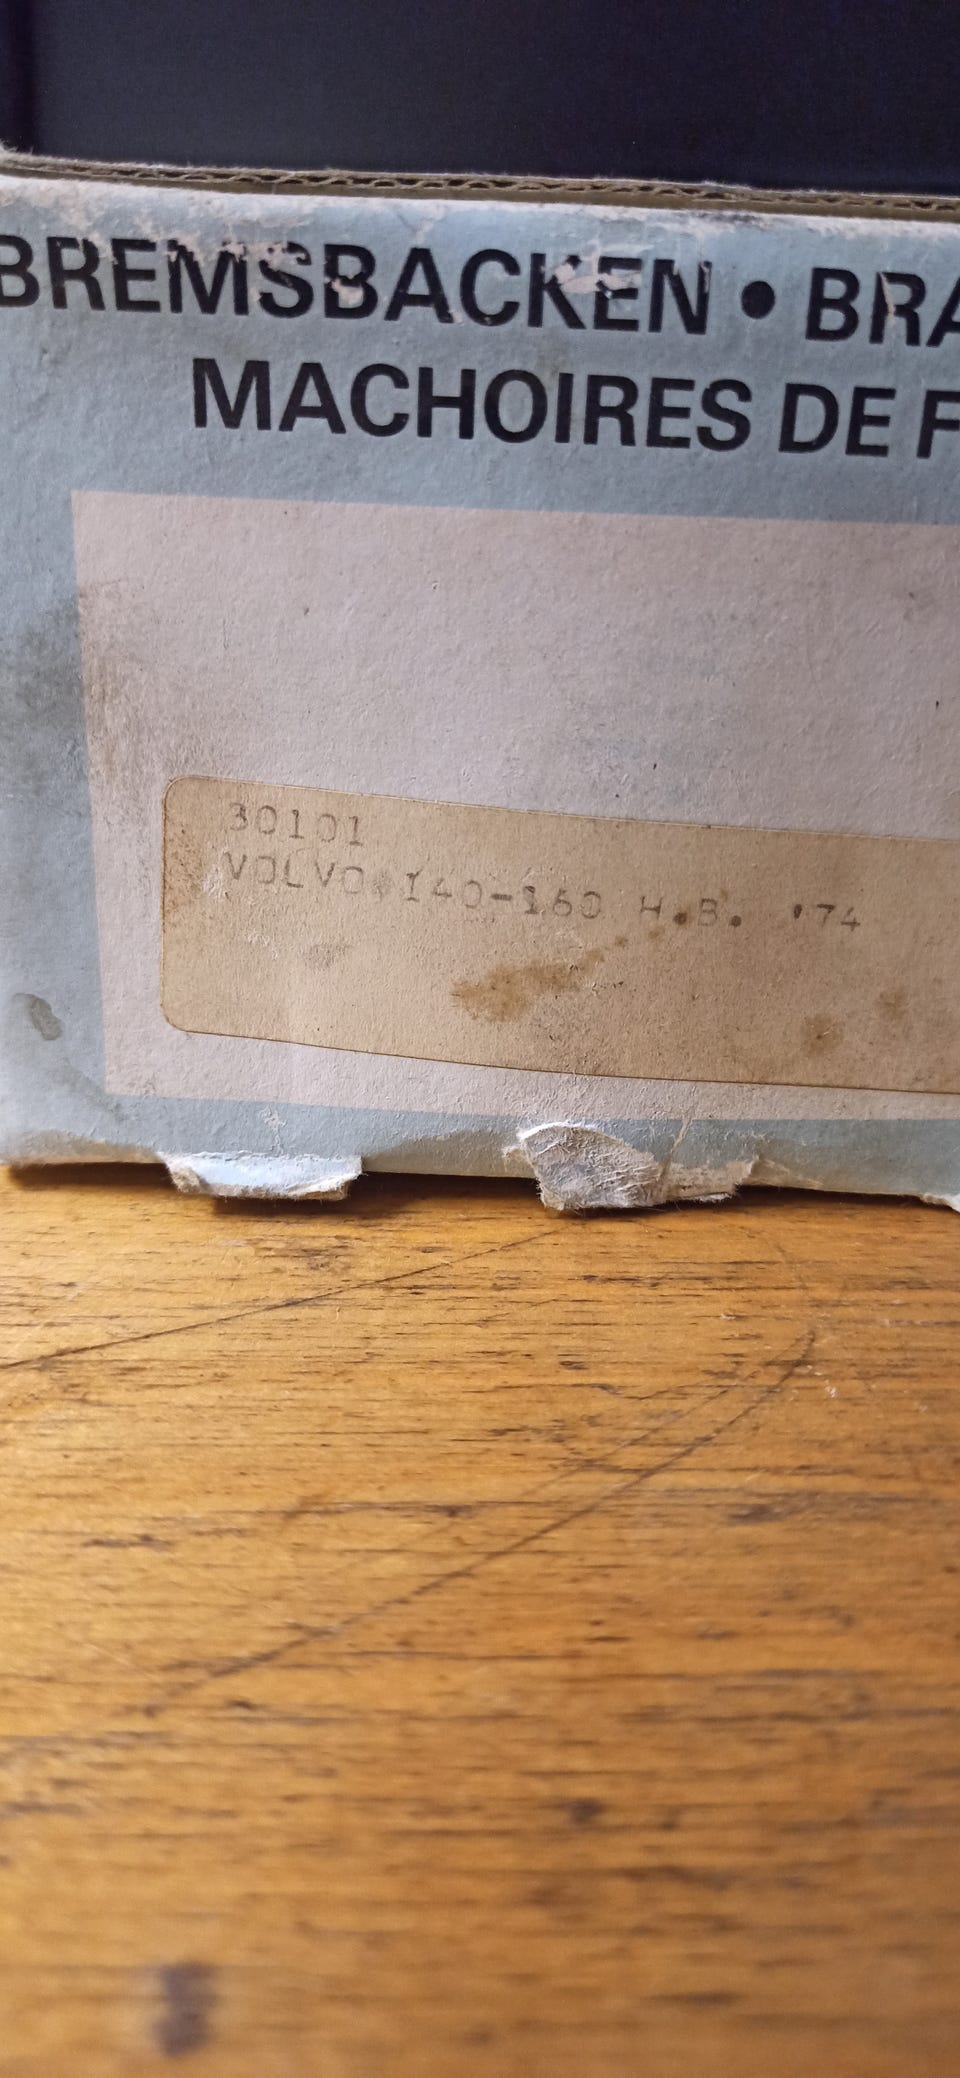 BREMSBACKEN • BRA
MACHOIRES DE F
30101
VOLVO 140-160 H.B. '74